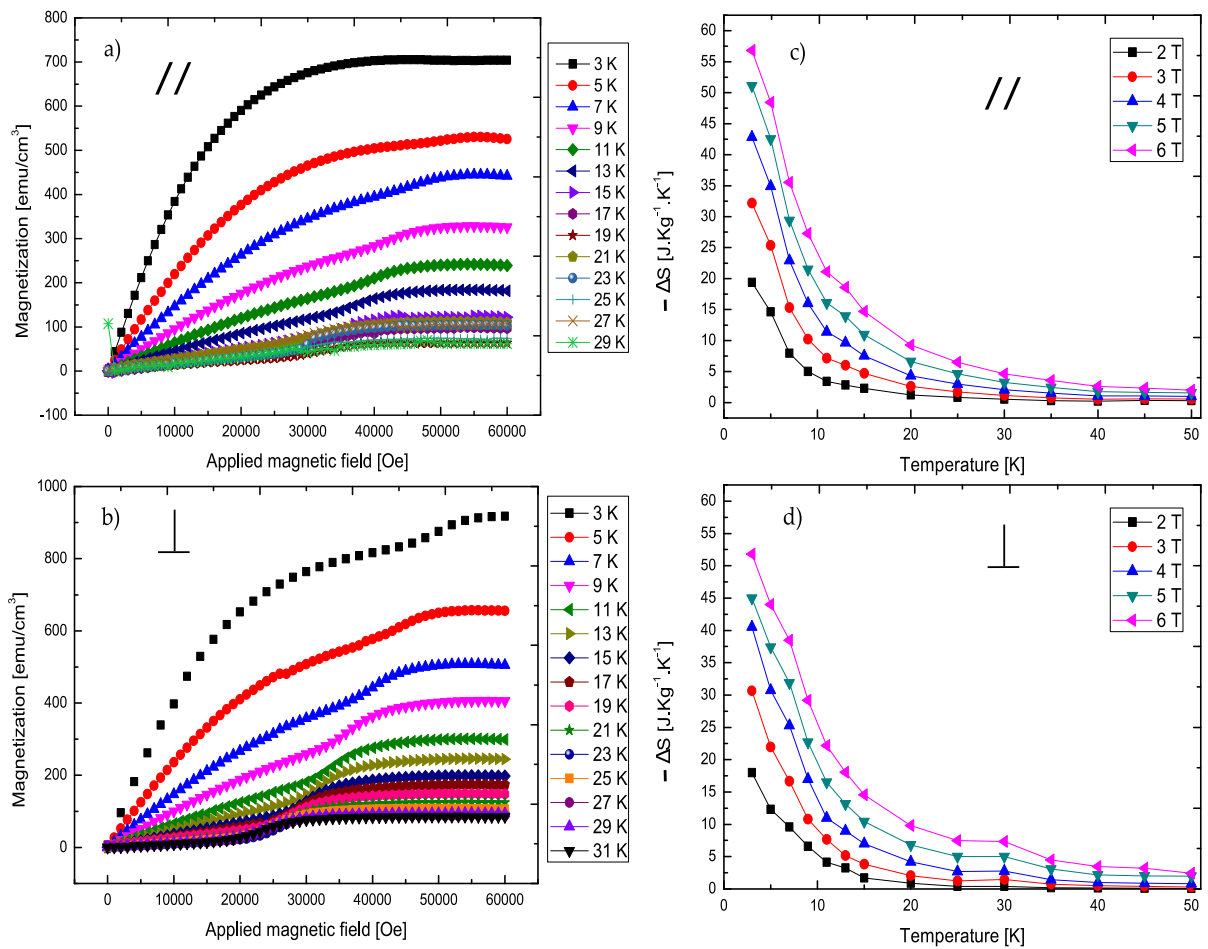 a)
//
Magnetization [emu/cm³]
800
700
600
500
400
300
200
100
0
-100
0 10000 20000 30000 40000 50000 60000
Applied magnetic field [Oe]
3 K
5 K
7 K
9 K
11 K
13 K
15 K
17 K
19 K
21 K
23 K
25 K
27 K
29 K
c)
//
− ΔS [J.Kg⁻¹.K⁻¹]
60
55
50
45
40
35
30
25
20
15
10
5
0
0 10 20 30 40 50
Temperature [K]
2 T
3 T
4 T
5 T
6 T
b)
⊥
Magnetization [emu/cm³]
1000
800
600
400
200
0
0 10000 20000 30000 40000 50000 60000
Applied magnetic field [Oe]
3 K
5 K
7 K
9 K
11 K
13 K
15 K
17 K
19 K
21 K
23 K
25 K
27 K
29 K
31 K
d)
⊥
− ΔS [J.Kg⁻¹.K⁻¹]
60
55
50
45
40
35
30
25
20
15
10
5
0
0 10 20 30 40 50
Temperature [K]
2 T
3 T
4 T
5 T
6 T